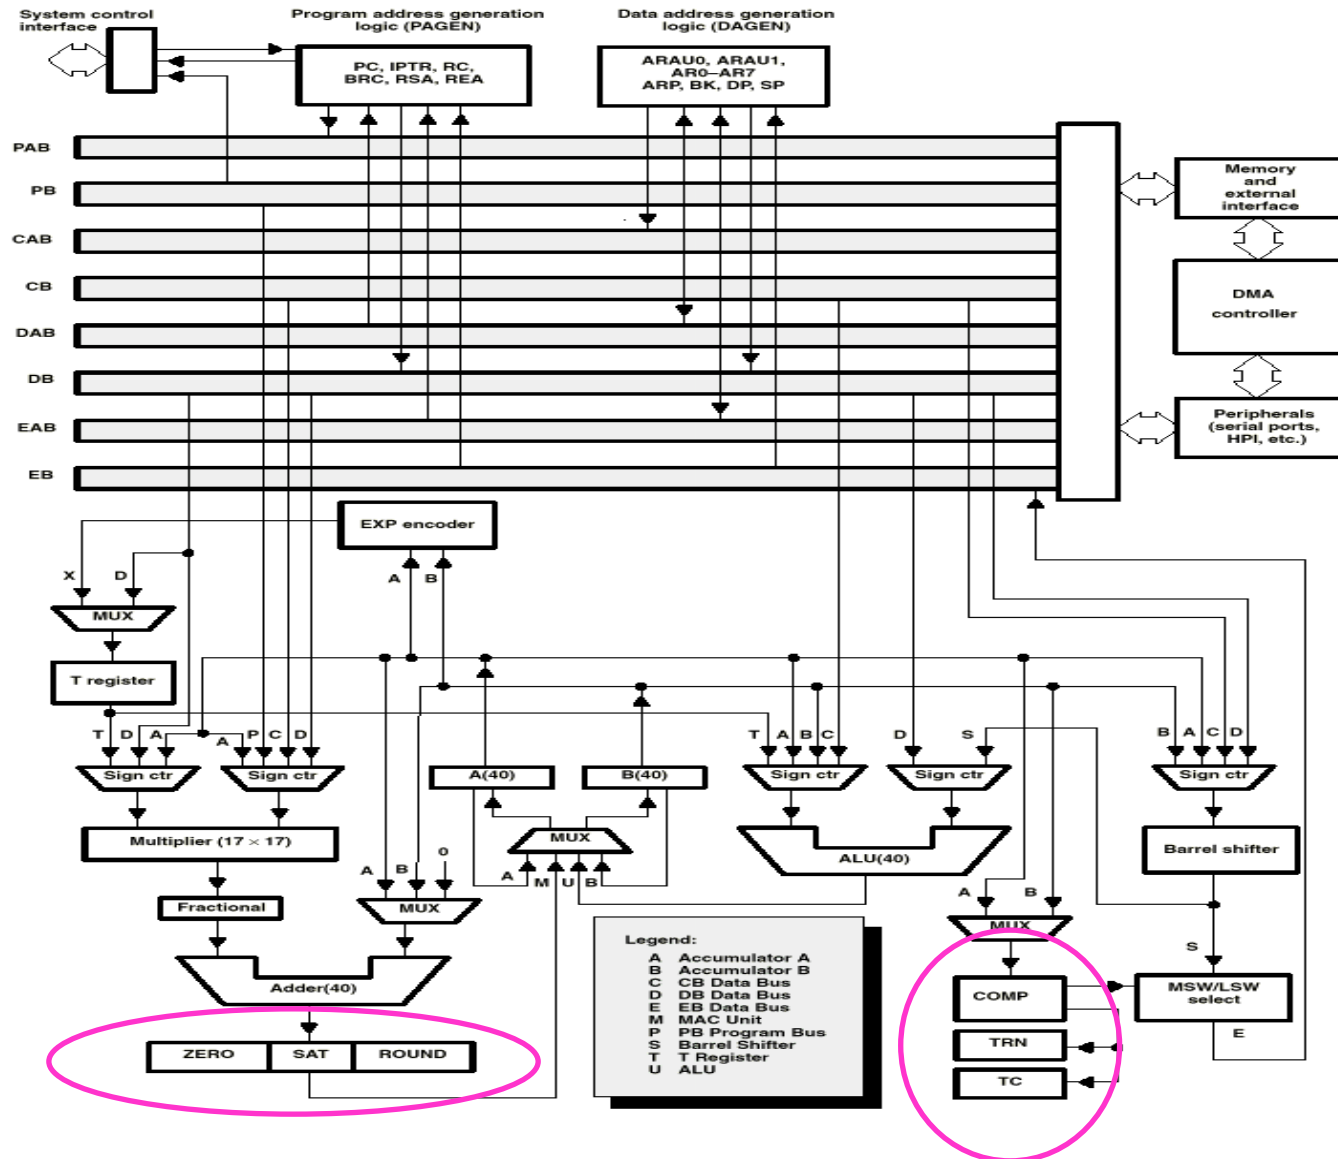 System control
interface
Program address generation
logic (PAGEN)
Data address generation
logic (DAGEN)
PC, IPTR, RC,
BRC, RSA, REA
ARAU0, ARAU1,
AR0–AR7
ARP, BK, DP, SP
PAB
PB
CAB
CB
DAB
DB
EAB
EB
Memory
and
external
interface
DMA
controller
Peripherals
(serial ports,
HPI, etc.)
EXP encoder
X D
A B
MUX
T register
T D A A P C D
T A B C
D S
B A C D
Sign ctr
Sign ctr
A(40)
B(40)
Sign ctr
Sign ctr
Sign ctr
Multiplier (17 × 17)
MUX
ALU(40)
Barrel shifter
A B 0
A M U B
A B
Fractional
MUX
MUX
S
Adder(40)
COMP
MSW/LSW
select
E
ZERO SAT ROUND
TRN
TC
Legend:
A Accumulator A
B Accumulator B
C CB Data Bus
D DB Data Bus
E EB Data Bus
M MAC Unit
P PB Program Bus
S Barrel Shifter
T T Register
U ALU